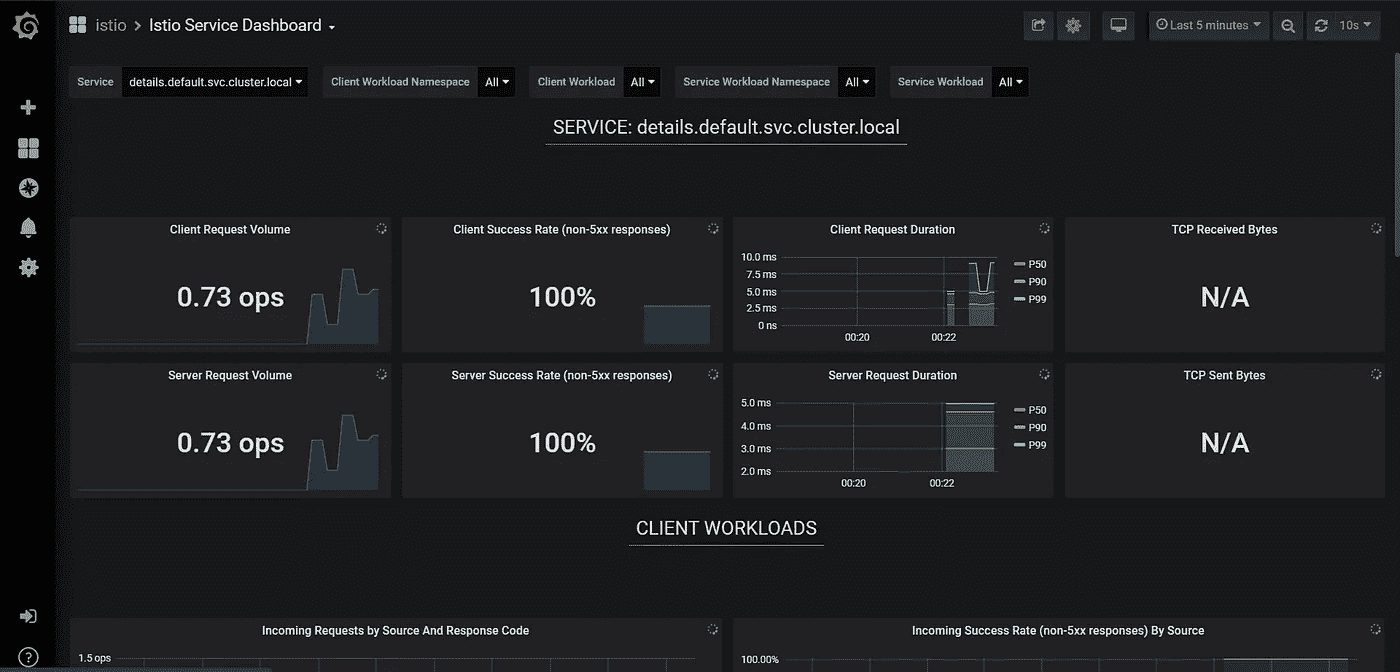 istio > Istio Service Dashboard
Last 5 minutes
10s
Service details.default.svc.cluster.local
Client Workload Namespace All
Client Workload All
Service Workload Namespace All
Service Workload All
SERVICE: details.default.svc.cluster.local
Client Request Volume
0.73 ops
Client Success Rate (non-5xx responses)
100%
Client Request Duration
10.0 ms
7.5 ms
5.0 ms
2.5 ms
0 ns
00:20
00:22
P50
P90
P99
TCP Received Bytes
N/A
Server Request Volume
0.73 ops
Server Success Rate (non-5xx responses)
100%
Server Request Duration
5.0 ms
4.0 ms
3.0 ms
2.0 ms
00:20
00:22
P50
P90
P99
TCP Sent Bytes
N/A
CLIENT WORKLOADS
Incoming Requests by Source And Response Code
1.5 ops
Incoming Success Rate (non-5xx responses) By Source
100.00%